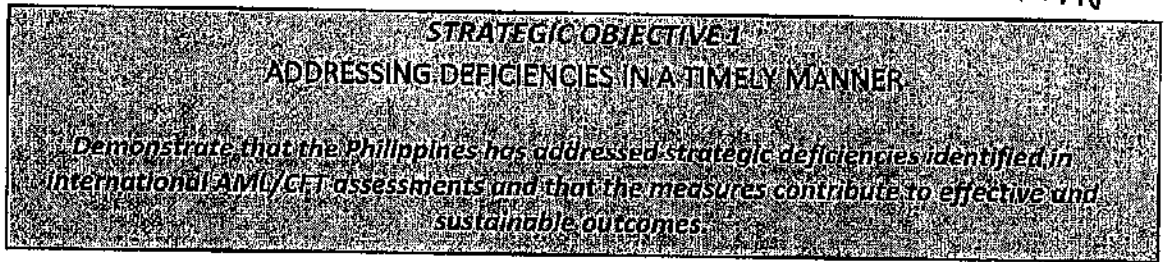 STRATEGIC OBJECTIVE 1
ADDRESSING DEFICIENCIES IN A TIMELY MANNER
Demonstrate that the Philippines has addressed strategic deficiencies identified in
international AML/CFT assessments and that the measures contribute to effective and
sustainable outcomes.